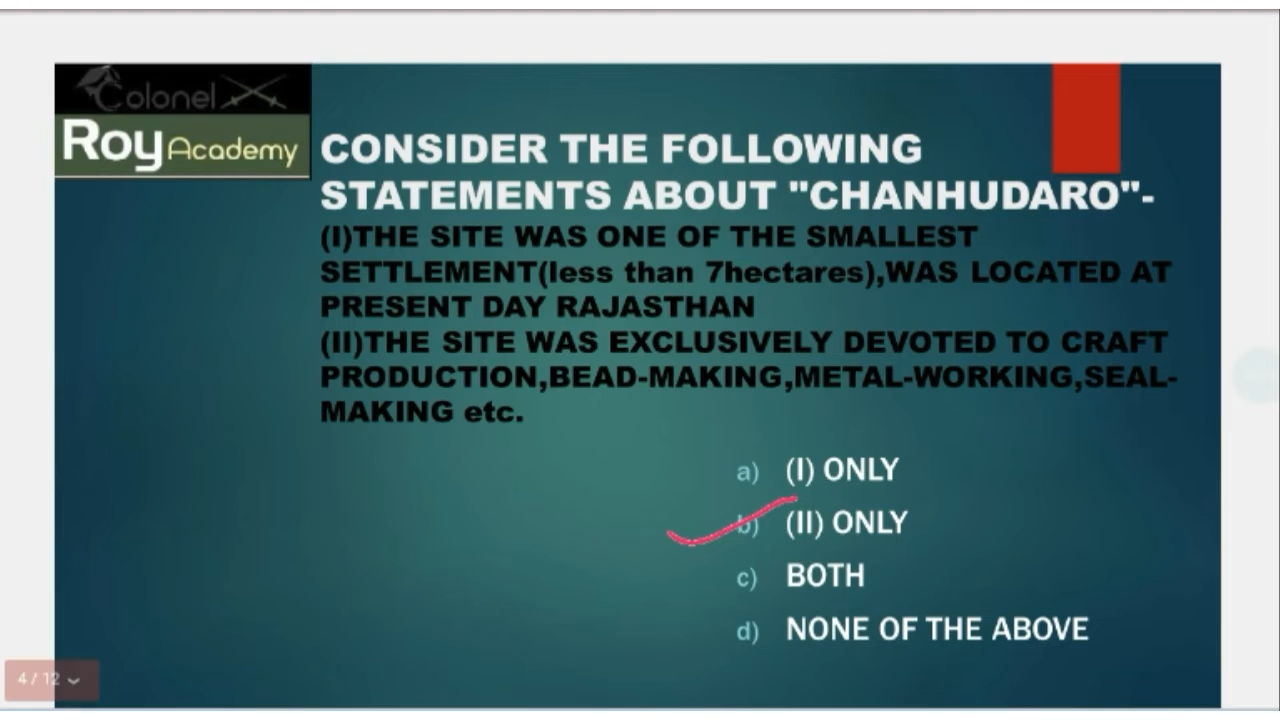 Colonel
Roy Academy
CONSIDER THE FOLLOWING
STATEMENTS ABOUT "CHANHUDARO"-
(I)THE SITE WAS ONE OF THE SMALLEST
SETTLEMENT(less than 7hectares),WAS LOCATED AT
PRESENT DAY RAJASTHAN
(II)THE SITE WAS EXCLUSIVELY DEVOTED TO CRAFT
PRODUCTION,BEAD-MAKING,METAL-WORKING,SEAL-
MAKING etc.
a) (I) ONLY
b) (II) ONLY
c) BOTH
d) NONE OF THE ABOVE
4 / 12